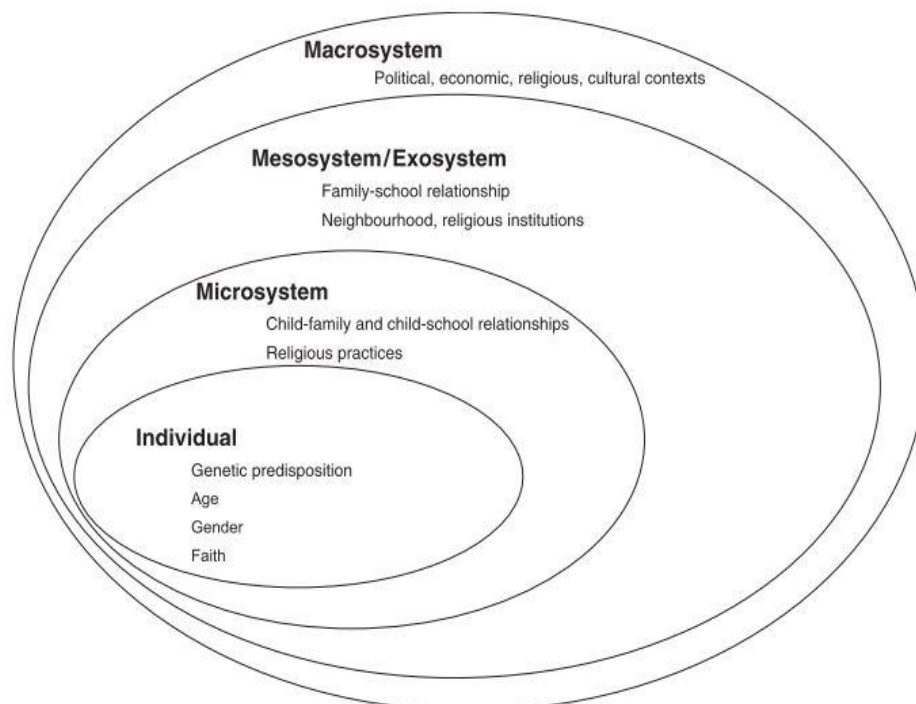 Macrosystem
Political, economic, religious, cultural contexts
Mesosystem/Exosystem
Family-school relationship
Neighbourhood, religious institutions
Microsystem
Child-family and child-school relationships
Religious practices
Individual
Genetic predisposition
Age
Gender
Faith